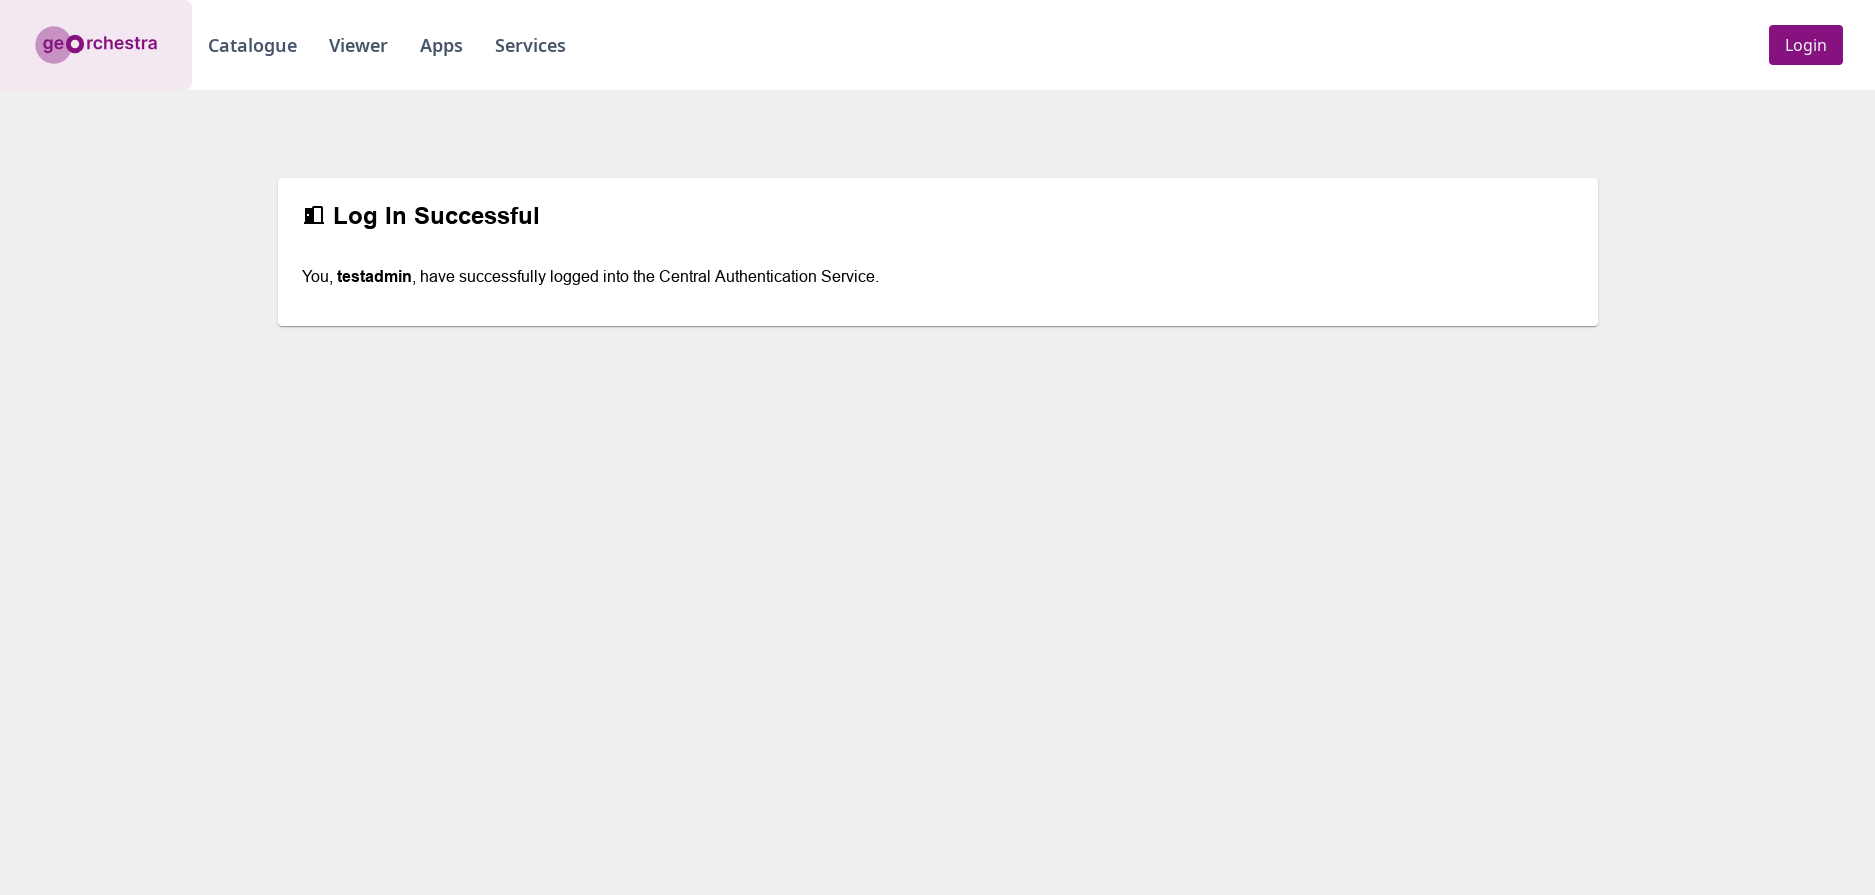 georchestra
Catalogue Viewer Apps Services Login
Log In Successful
You, testadmin, have successfully logged into the Central Authentication Service.